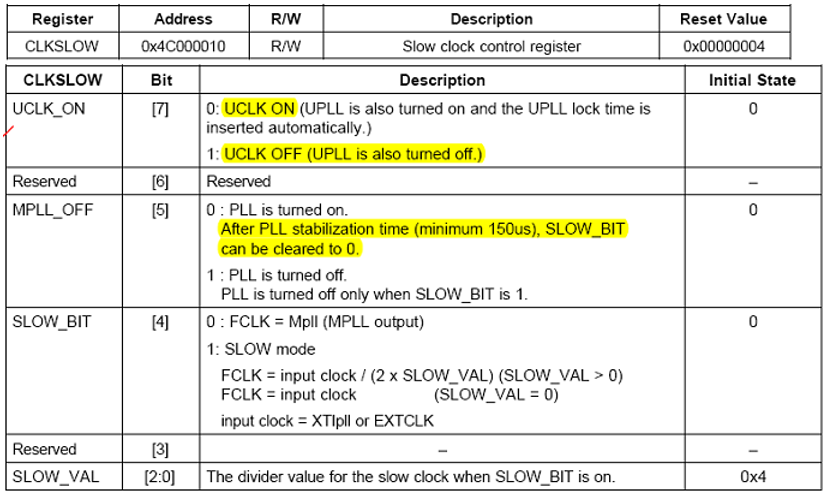 Register Address R/W Description Reset Value
CLKSLOW 0x4C000010 R/W Slow clock control register 0x00000004
CLKSLOW Bit Description Initial State
UCLK_ON [7] 0: UCLK ON (UPLL is also turned on and the UPLL lock time is 0
inserted automatically.)
1: UCLK OFF (UPLL is also turned off.)
Reserved [6] Reserved –
MPLL_OFF [5] 0 : PLL is turned on. 0
After PLL stabilization time (minimum 150us), SLOW_BIT
can be cleared to 0.
1 : PLL is turned off.
PLL is turned off only when SLOW_BIT is 1.
SLOW_BIT [4] 0 : FCLK = Mpll (MPLL output) 0
1: SLOW mode
FCLK = input clock / (2 x SLOW_VAL) (SLOW_VAL > 0)
FCLK = input clock (SLOW_VAL = 0)
input clock = XTIpll or EXTCLK
Reserved [3] – –
SLOW_VAL [2:0] The divider value for the slow clock when SLOW_BIT is on. 0x4